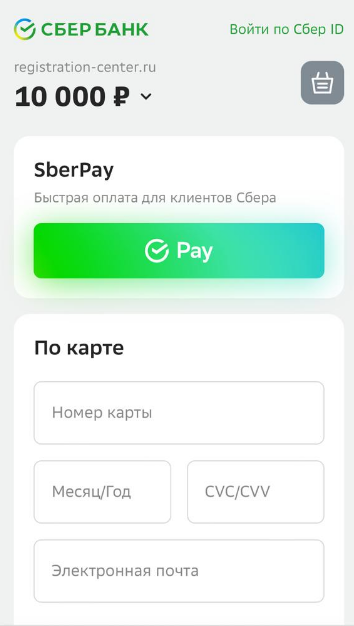 СБЕР БАНК
Войти по Сбер ID
registration-center.ru
10 000 ₽
SberPay
Быстрая оплата для клиентов Сбера
Pay
По карте
Номер карты
Месяц/Год
CVC/CVV
Электронная почта